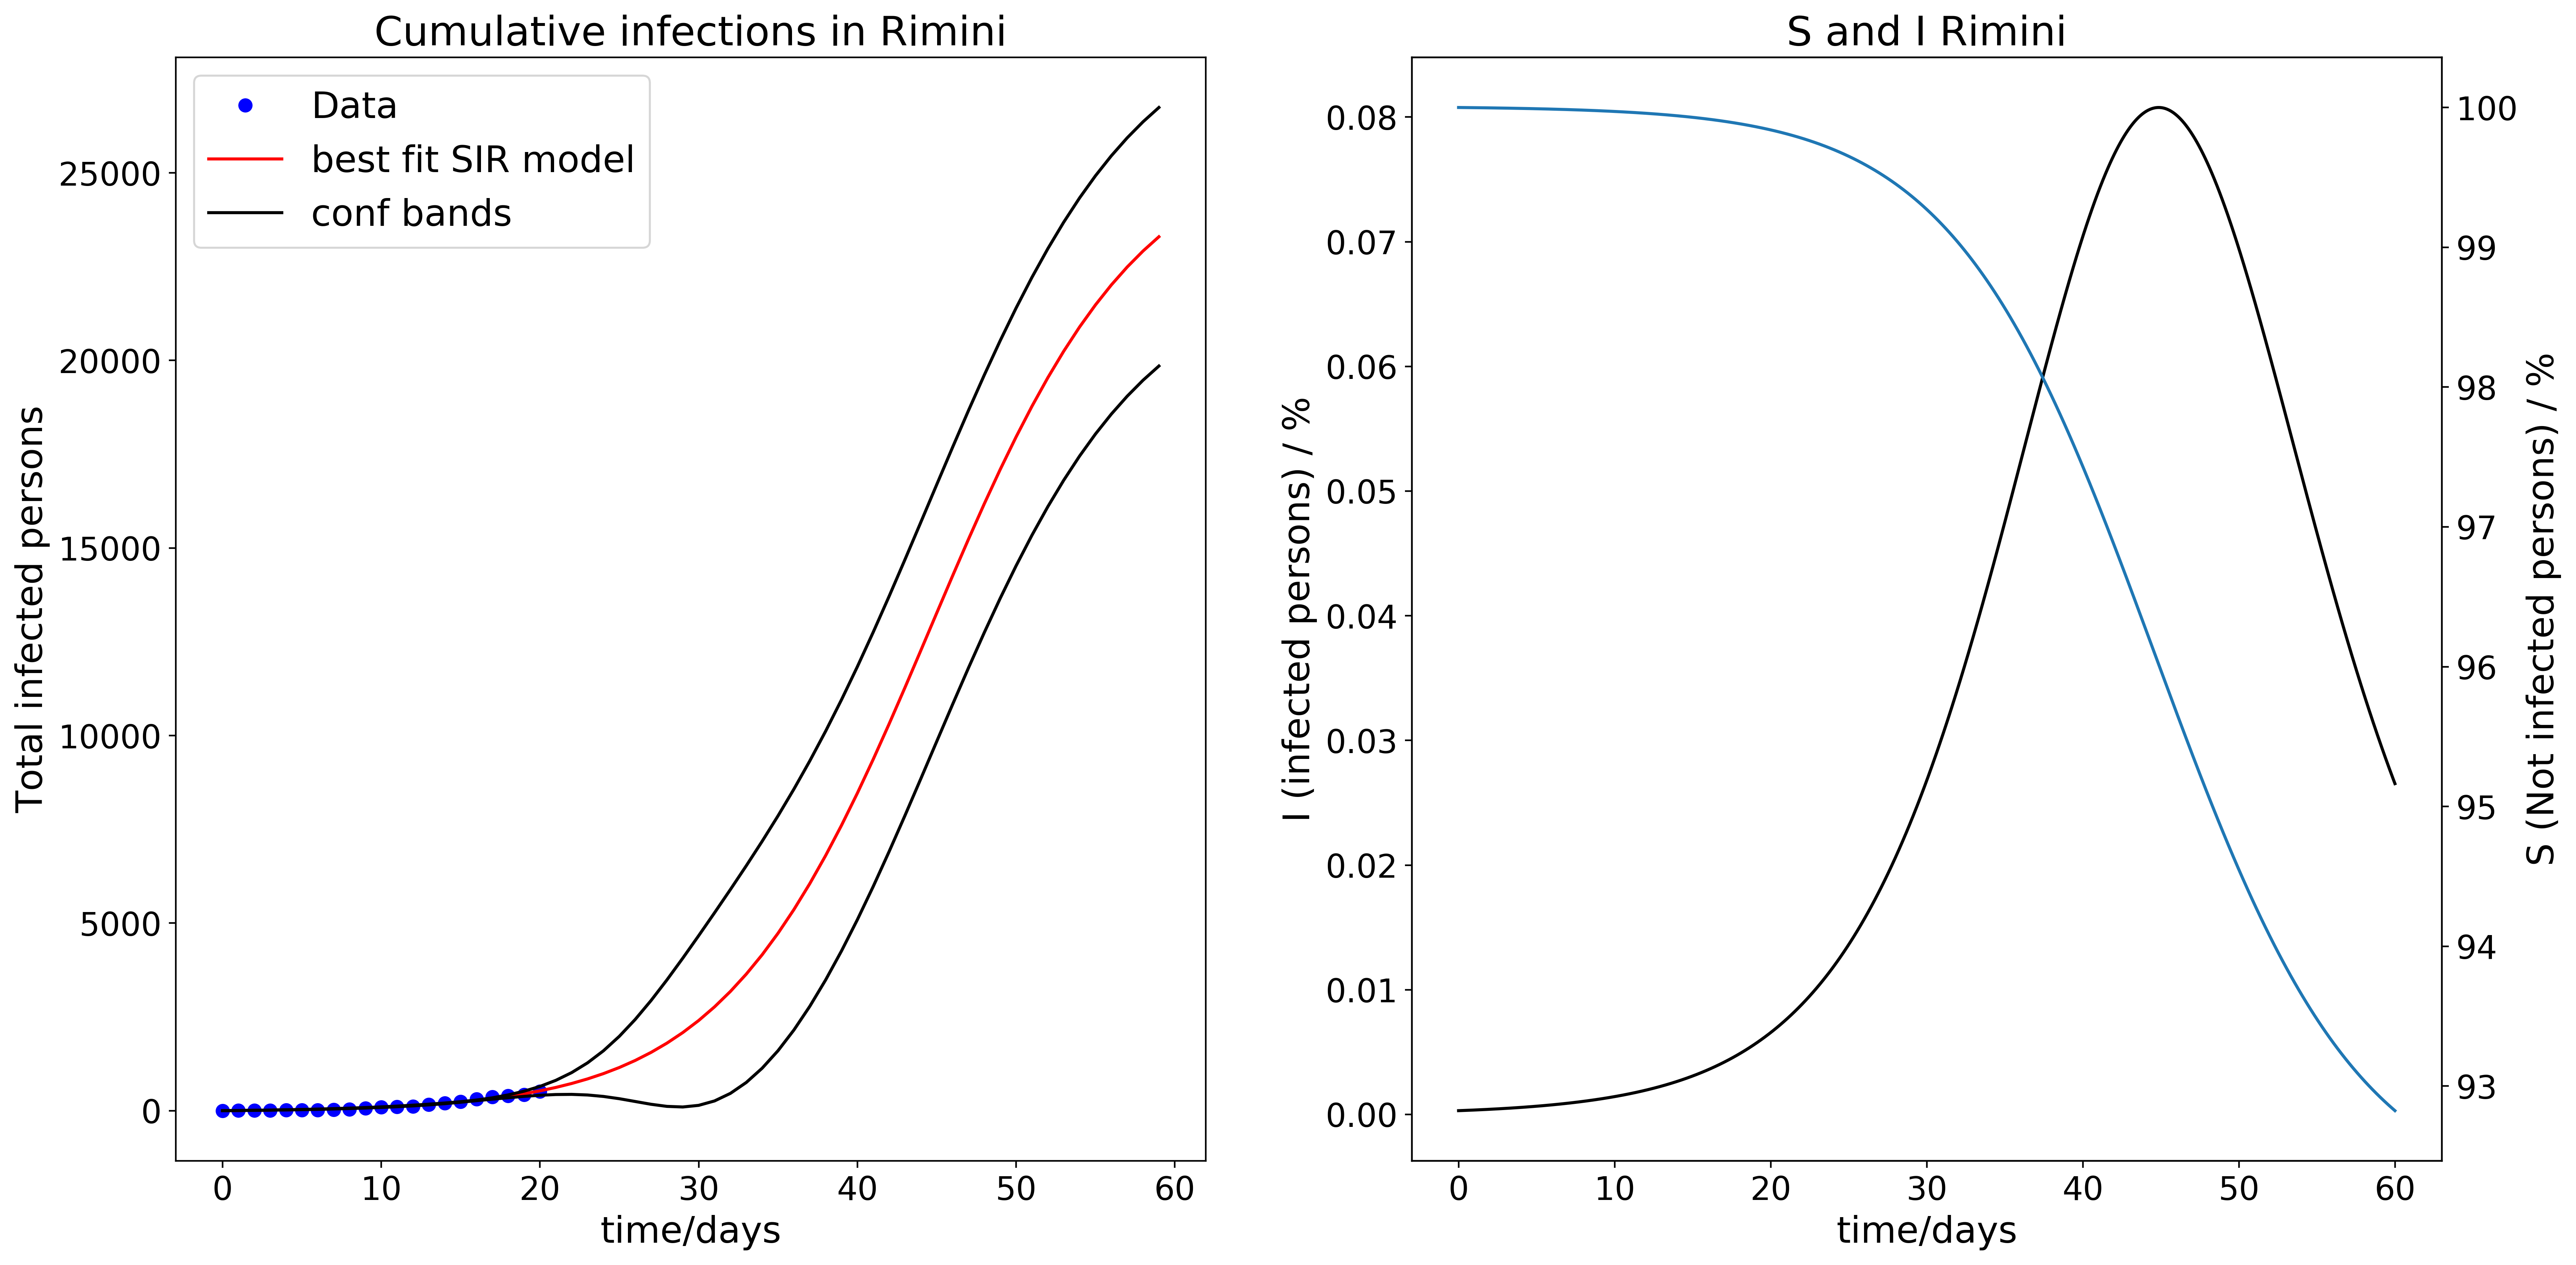 Cumulative infections in Rimini
Data
best fit SIR model
conf bands
Total infected persons
25000
20000
15000
10000
5000
0
0 10 20 30 40 50 60
time/days
S and I Rimini
I (infected persons) / %
0.08
0.07
0.06
0.05
0.04
0.03
0.02
0.01
0.00
0 10 20 30 40 50 60
time/days
100
99
98
97
96
95
94
93
S (Not infected persons) / %